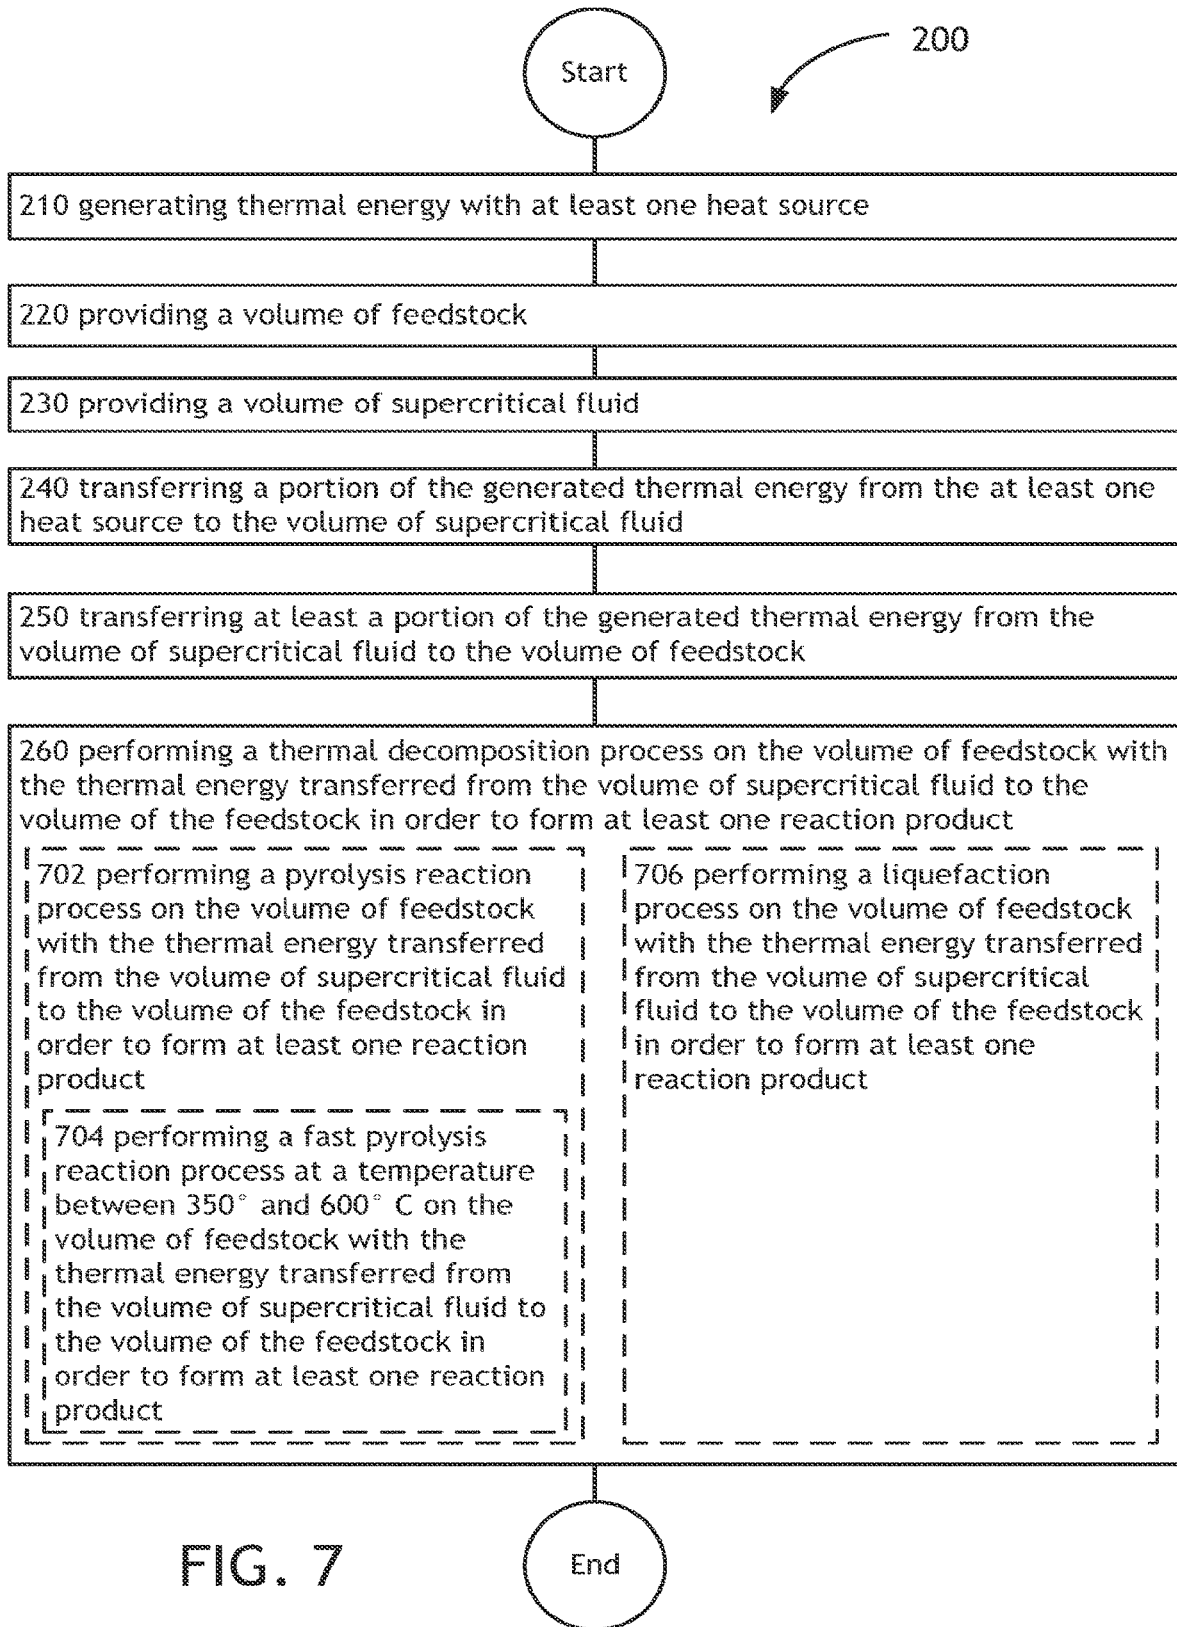 Start
200
210 generating thermal energy with at least one heat source
220 providing a volume of feedstock
230 providing a volume of supercritical fluid
240 transferring a portion of the generated thermal energy from the at least one
heat source to the volume of supercritical fluid
250 transferring at least a portion of the generated thermal energy from the
volume of supercritical fluid to the volume of feedstock
260 performing a thermal decomposition process on the volume of feedstock with
the thermal energy transferred from the volume of supercritical fluid to the
volume of the feedstock in order to form at least one reaction product
702 performing a pyrolysis reaction
process on the volume of feedstock
with the thermal energy transferred
from the volume of supercritical fluid
to the volume of the feedstock in
order to form at least one reaction
product
704 performing a fast pyrolysis
reaction process at a temperature
between 350° and 600° C on the
volume of feedstock with the
thermal energy transferred from
the volume of supercritical fluid to
the volume of the feedstock in
order to form at least one reaction
product
706 performing a liquefaction
process on the volume of feedstock
with the thermal energy transferred
from the volume of supercritical
fluid to the volume of the feedstock
in order to form at least one
reaction product
End
FIG. 7